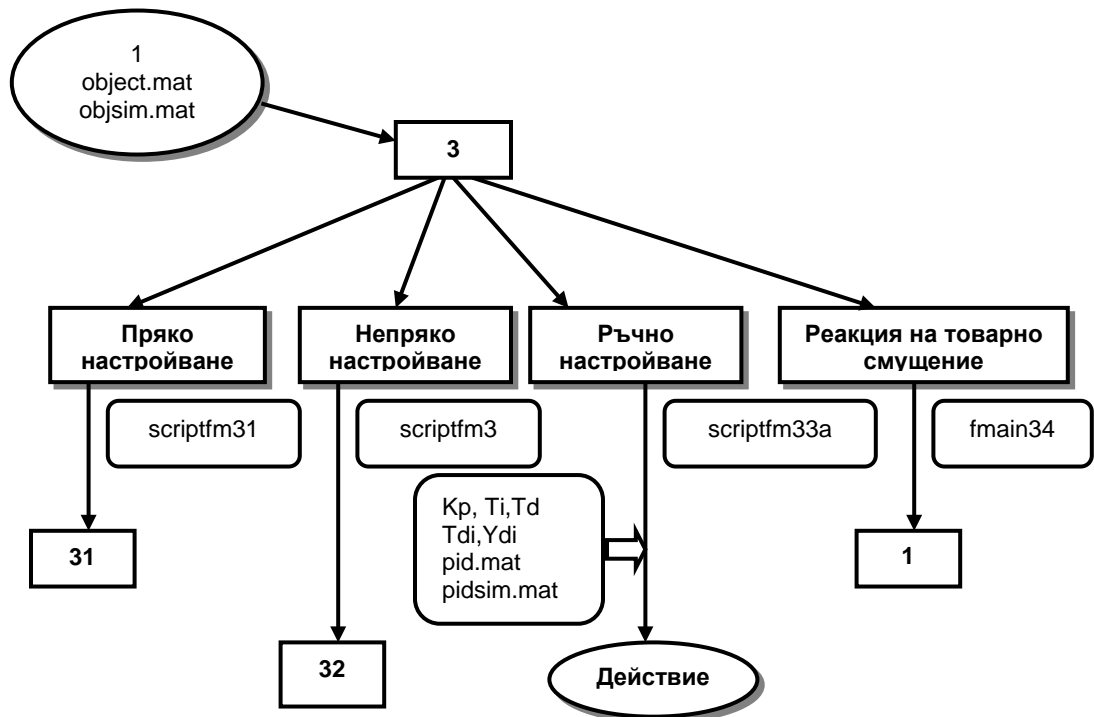 1
object.mat
objsim.mat
3
Пряко
настройване
Непряко
настройване
Ръчно
настройване
Реакция на товарно
смущение
scriptfm31
scriptfm3
scriptfm33a
fmain34
Kp, Ti,Td
Tdi,Ydi
pid.mat
pidsim.mat
31
1
32
Действие